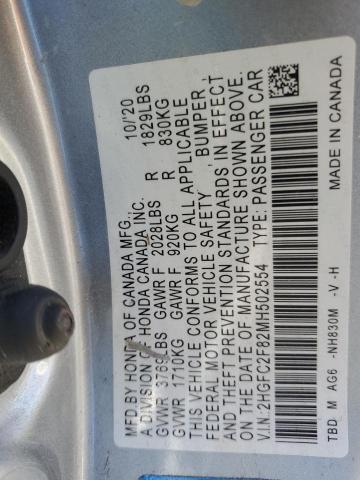 MFD. BY HONDA OF CANADA MFG., 10/'20
A DIVISION OF HONDA CANADA INC.
GVWR 3769LBS GAWR F 2028LBS R 1829LBS
GVWR 1710KG GAWR F 920KG R 830KG
THIS VEHICLE CONFORMS TO ALL APPLICABLE
FEDERAL MOTOR VEHICLE SAFETY, BUMPER,
AND THEFT PREVENTION STANDARDS IN EFFECT
ON THE DATE OF MANUFACTURE SHOWN ABOVE.
V.I.N: 2HGFC2F82MH502554 TYPE: PASSENGER CAR
TBD M AG6 -NH830M -V -H MADE IN CANADA